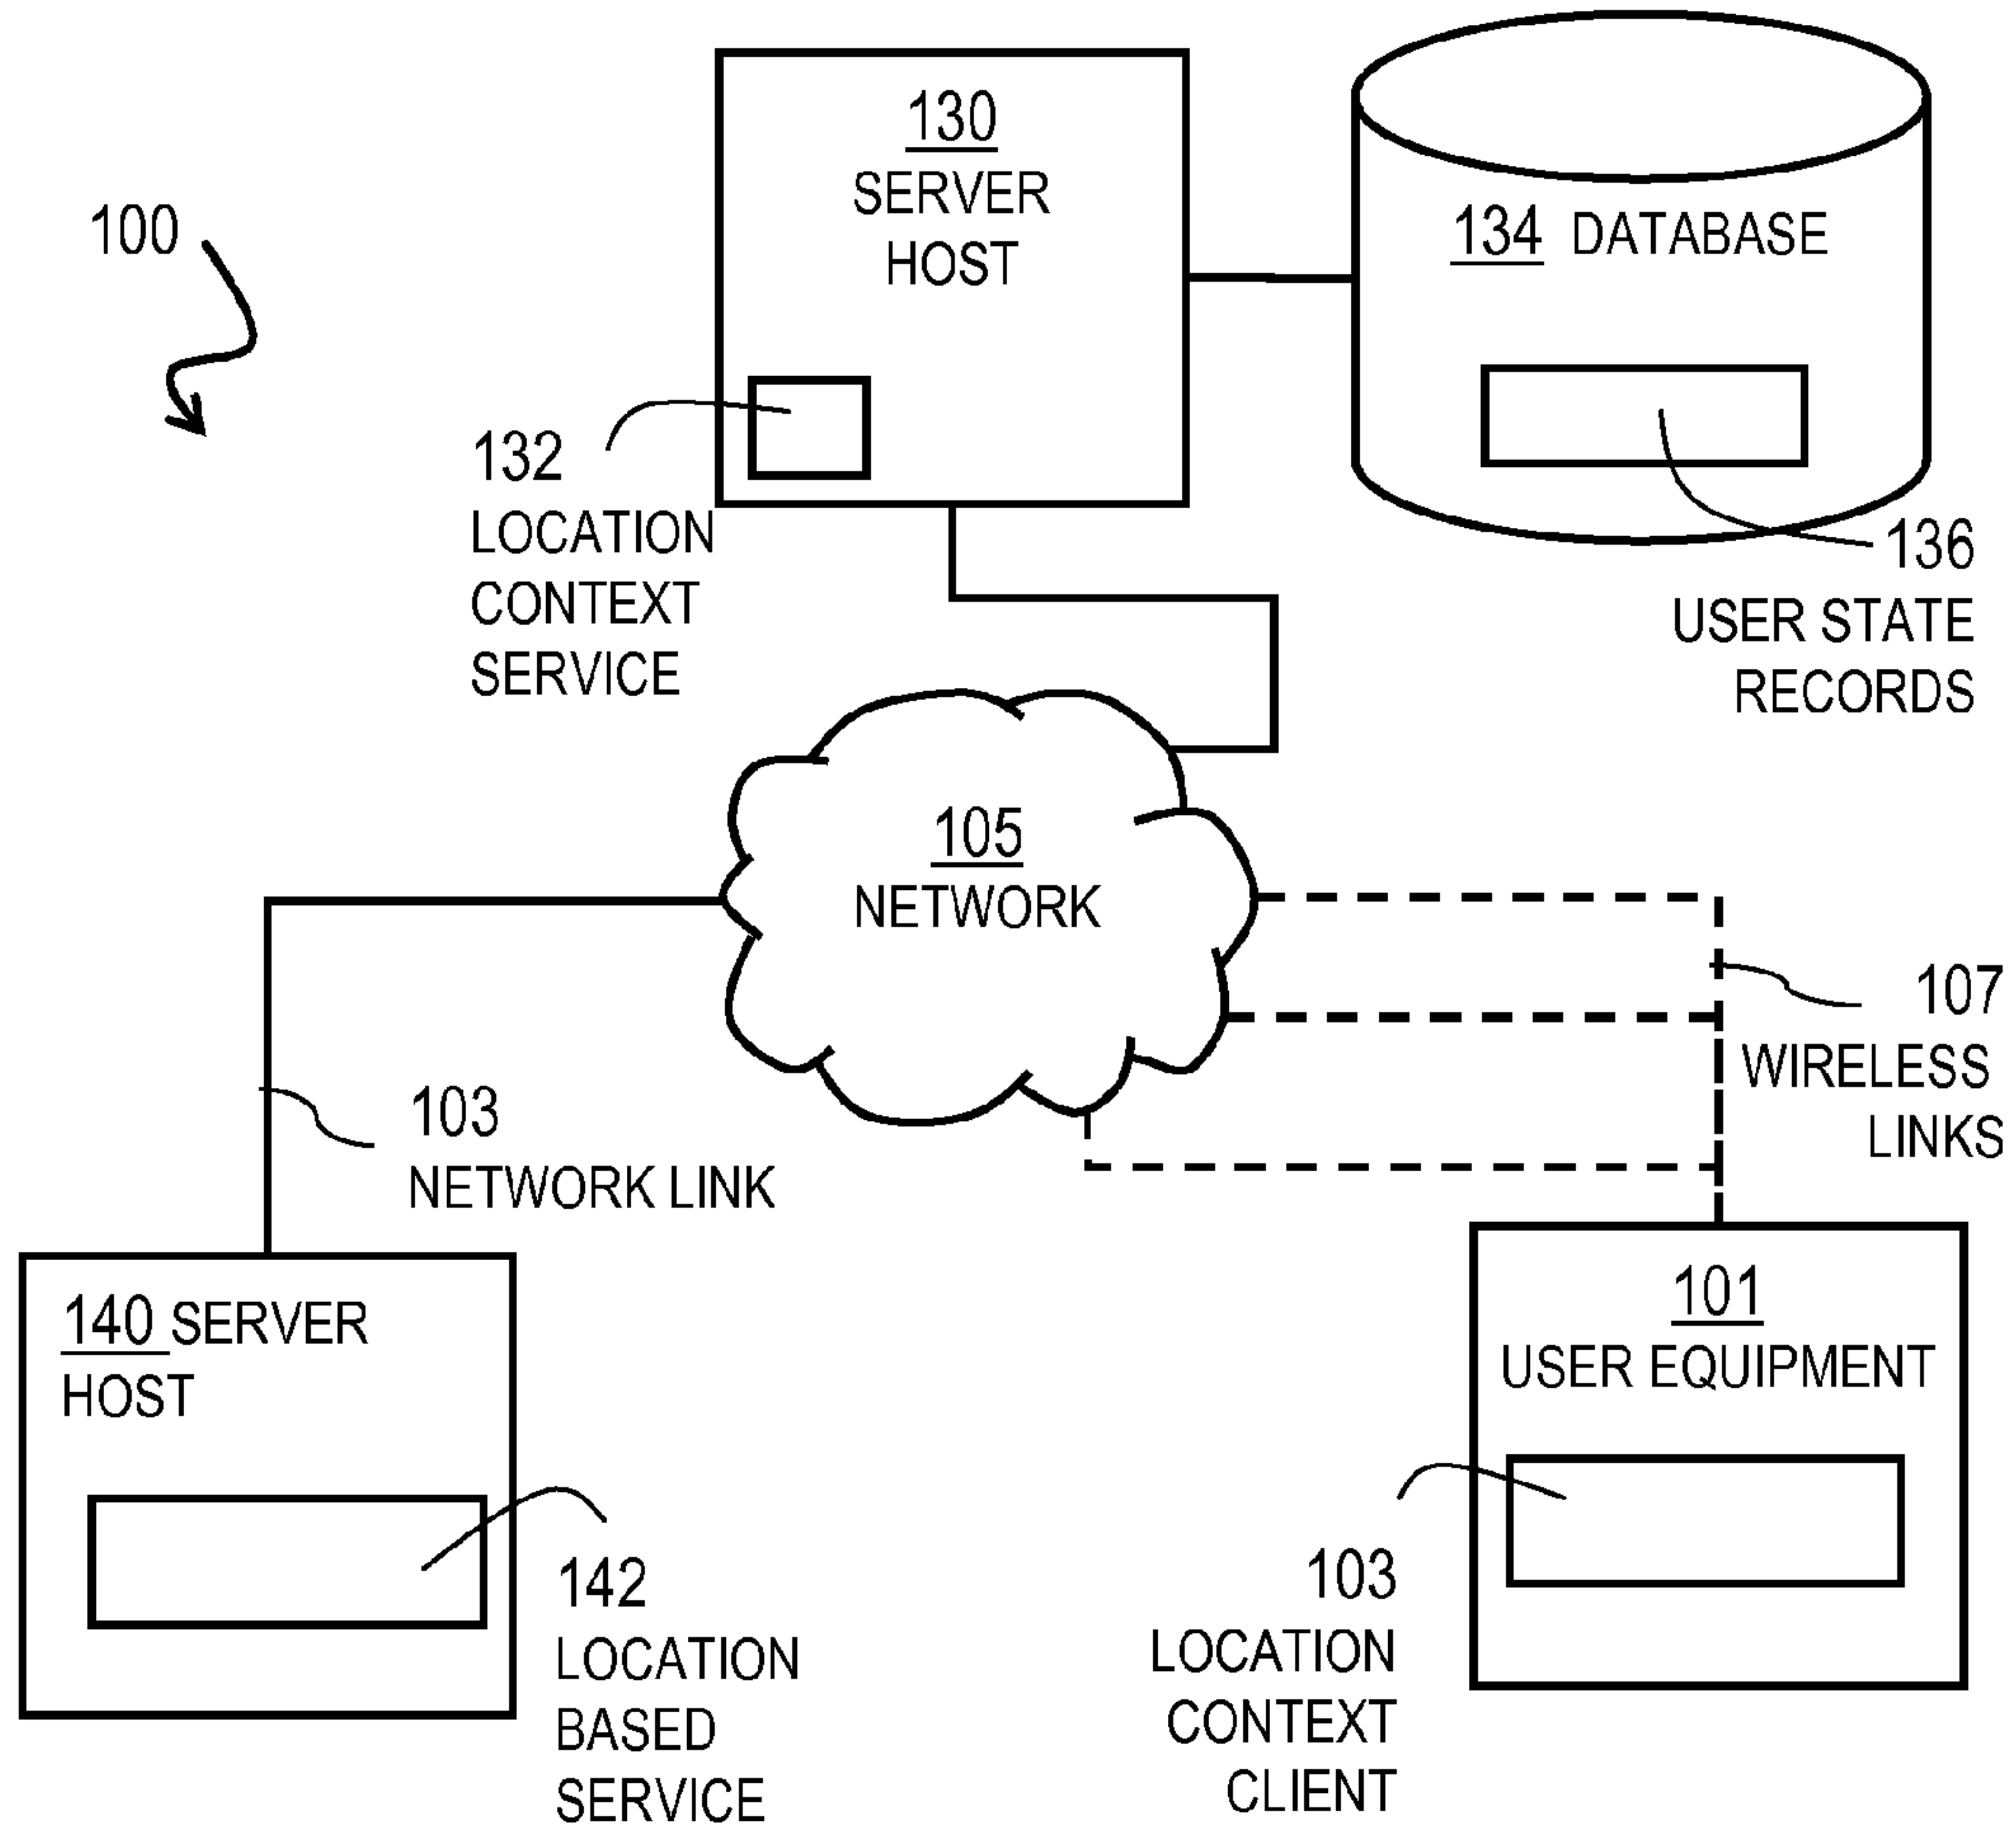 130
SERVER
HOST
100
134 DATABASE
132
LOCATION
CONTEXT
SERVICE
136
USER STATE
RECORDS
105
NETWORK
107
WIRELESS
LINKS
103
NETWORK LINK
140 SERVER
HOST
101
USER EQUIPMENT
142
LOCATION
BASED
SERVICE
103
LOCATION
CONTEXT
CLIENT